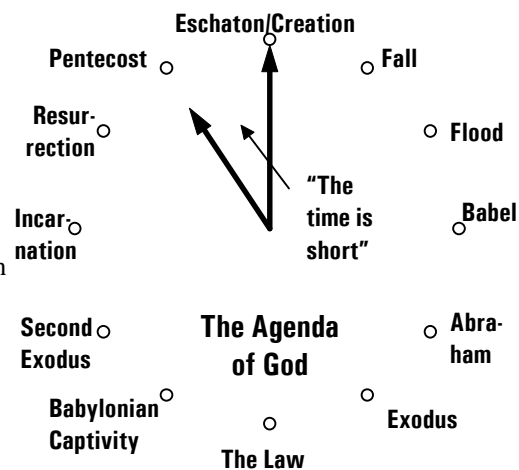 Eschaton/Creation
Pentecost
Fall
Resur-
rection
Flood
"The
time is
short"
Babel
Incar-
nation
n
Second
Exodus
The Agenda
of God
Abra-
ham
Babylonian
Captivity
Exodus
The Law